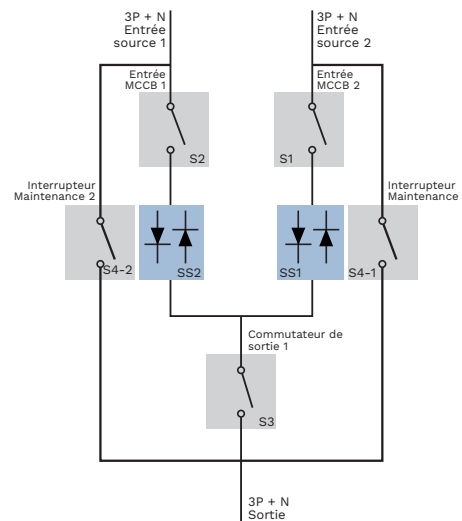 3P + N
Entrée
source 1
3P + N
Entrée
source 2
Entrée
MCCB 1
Entrée
MCCB 2
S2
S1
Interrupteur
Maintenance 2
Interrupteur
Maintenance
S4-2
SS2
SS1
S4-1
Commutateur de
sortie 1
S3
3P + N
Sortie